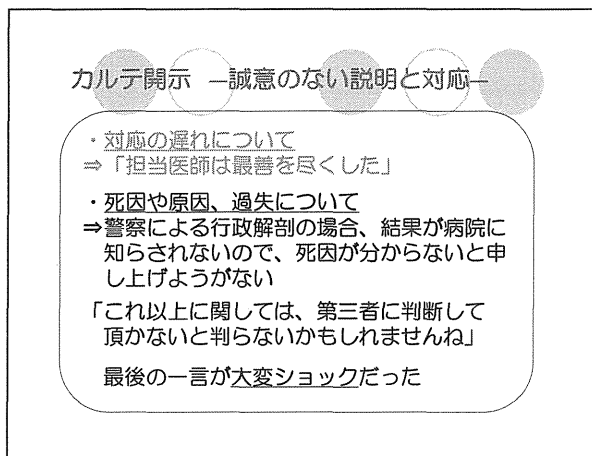 カルテ開示 ―誠意のない説明と対応―
・対応の遅れについて
⇒「担当医師は最善を尽くした」
・死因や原因、過失について
⇒警察による行政解剖の場合、結果が病院に
知らされないので、死因が分からないと申
し上げようがない
「これ以上に関しては、第三者に判断して
頂かないと判らないかもしれませんね」
最後の一言が大変ショックだった